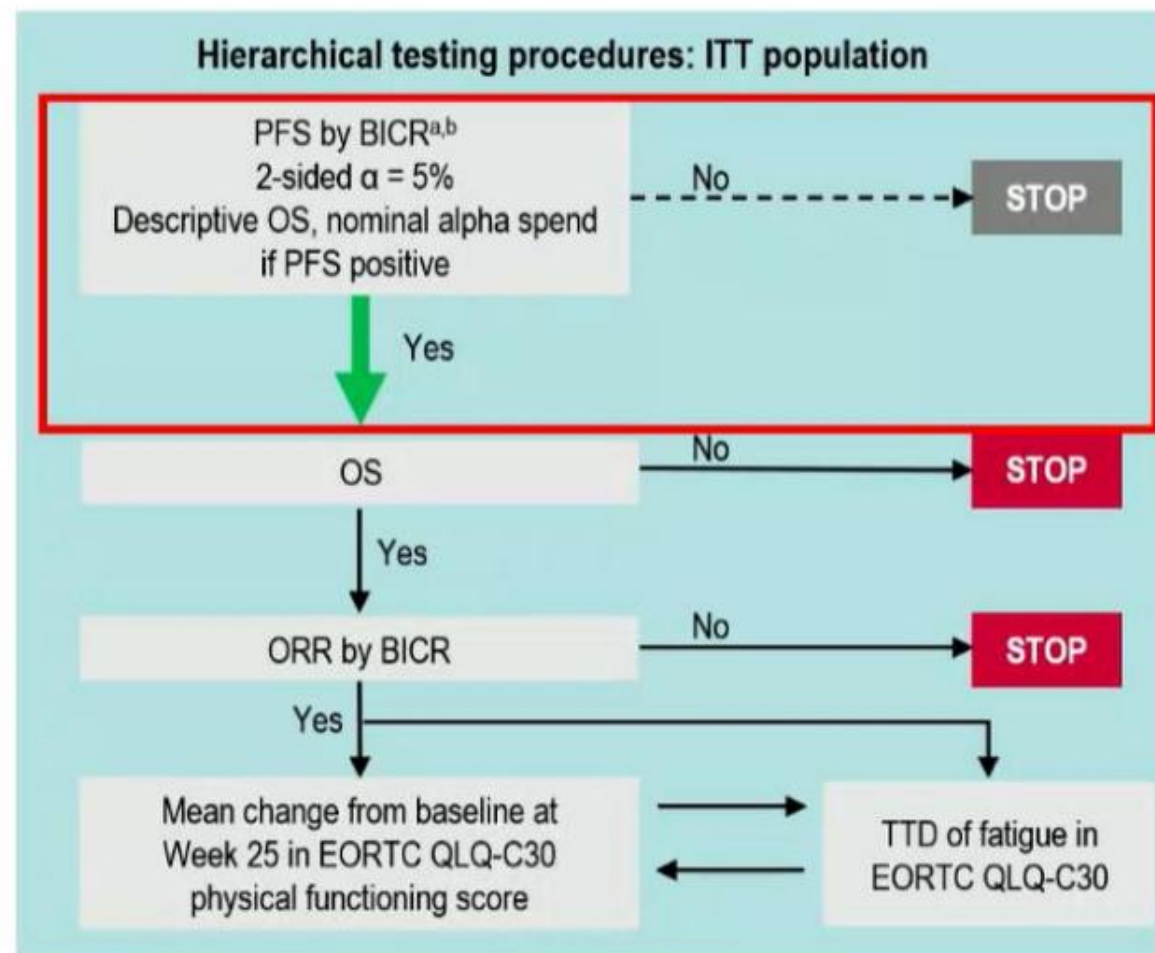 Hierarchical testing procedures: ITT population
PFS by BICRᵃ,ᵇ
2-sided α = 5%
Descriptive OS, nominal alpha spend
if PFS positive
No
STOP
Yes
OS
No
STOP
Yes
ORR by BICR
No
STOP
Yes
Mean change from baseline at
Week 25 in EORTC QLQ-C30
physical functioning score
TTD of fatigue in
EORTC QLQ-C30